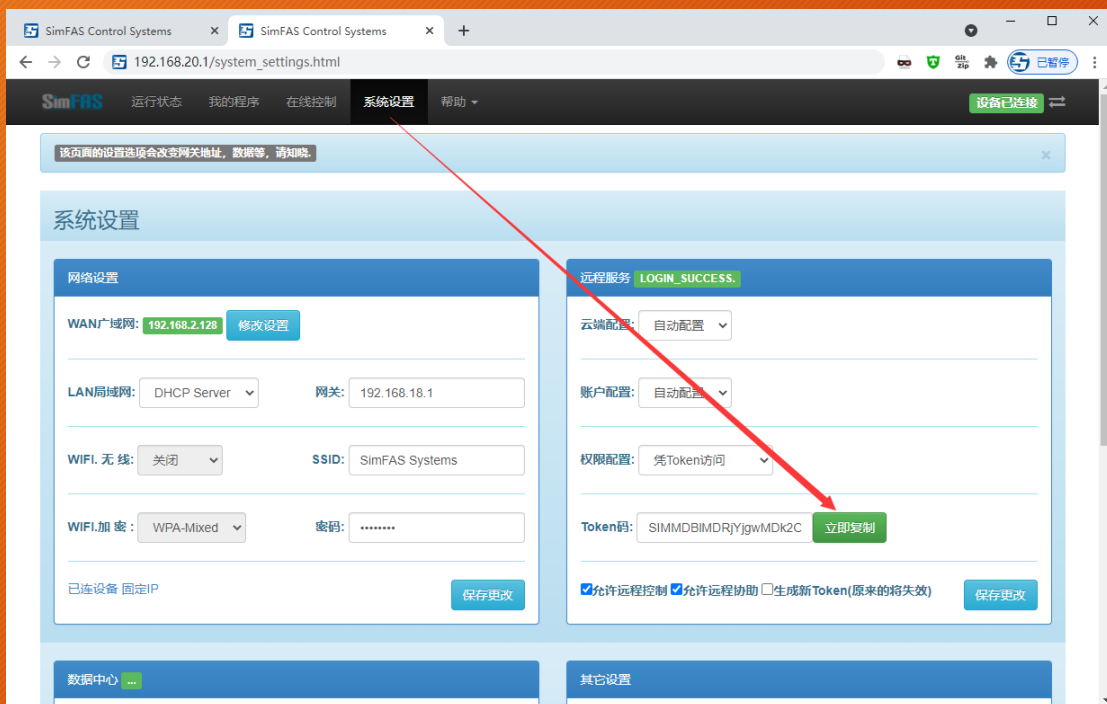 SimFAS Control Systems
SimFAS Control Systems
192.168.20.1/system_settings.html
Git Zip
已暂停
SimFAS 运行状态 我的程序 在线控制 系统设置 帮助 设备已连接
该页面的设置选项会改变网关地址，数据等，请知晓.
系统设置
网络设置
WAN广域网: 192.168.2.128 修改设置
LAN局域网: DHCP Server 网关: 192.168.18.1
WIFI. 无 线: 关闭 SSID: SimFAS Systems
WIFI.加 密 : WPA-Mixed 密码: ••••••••
已连设备 固定IP 保存更改
远程服务 LOGIN_SUCCESS.
云端配置: 自动配置
账户配置: 自动配置
权限配置: 凭Token访问
Token码: SIMMDBIMDRjYjgwMDk2C 立即复制
允许远程控制 允许远程协助 生成新Token(原来的将失效) 保存更改
数据中心 ...
其它设置